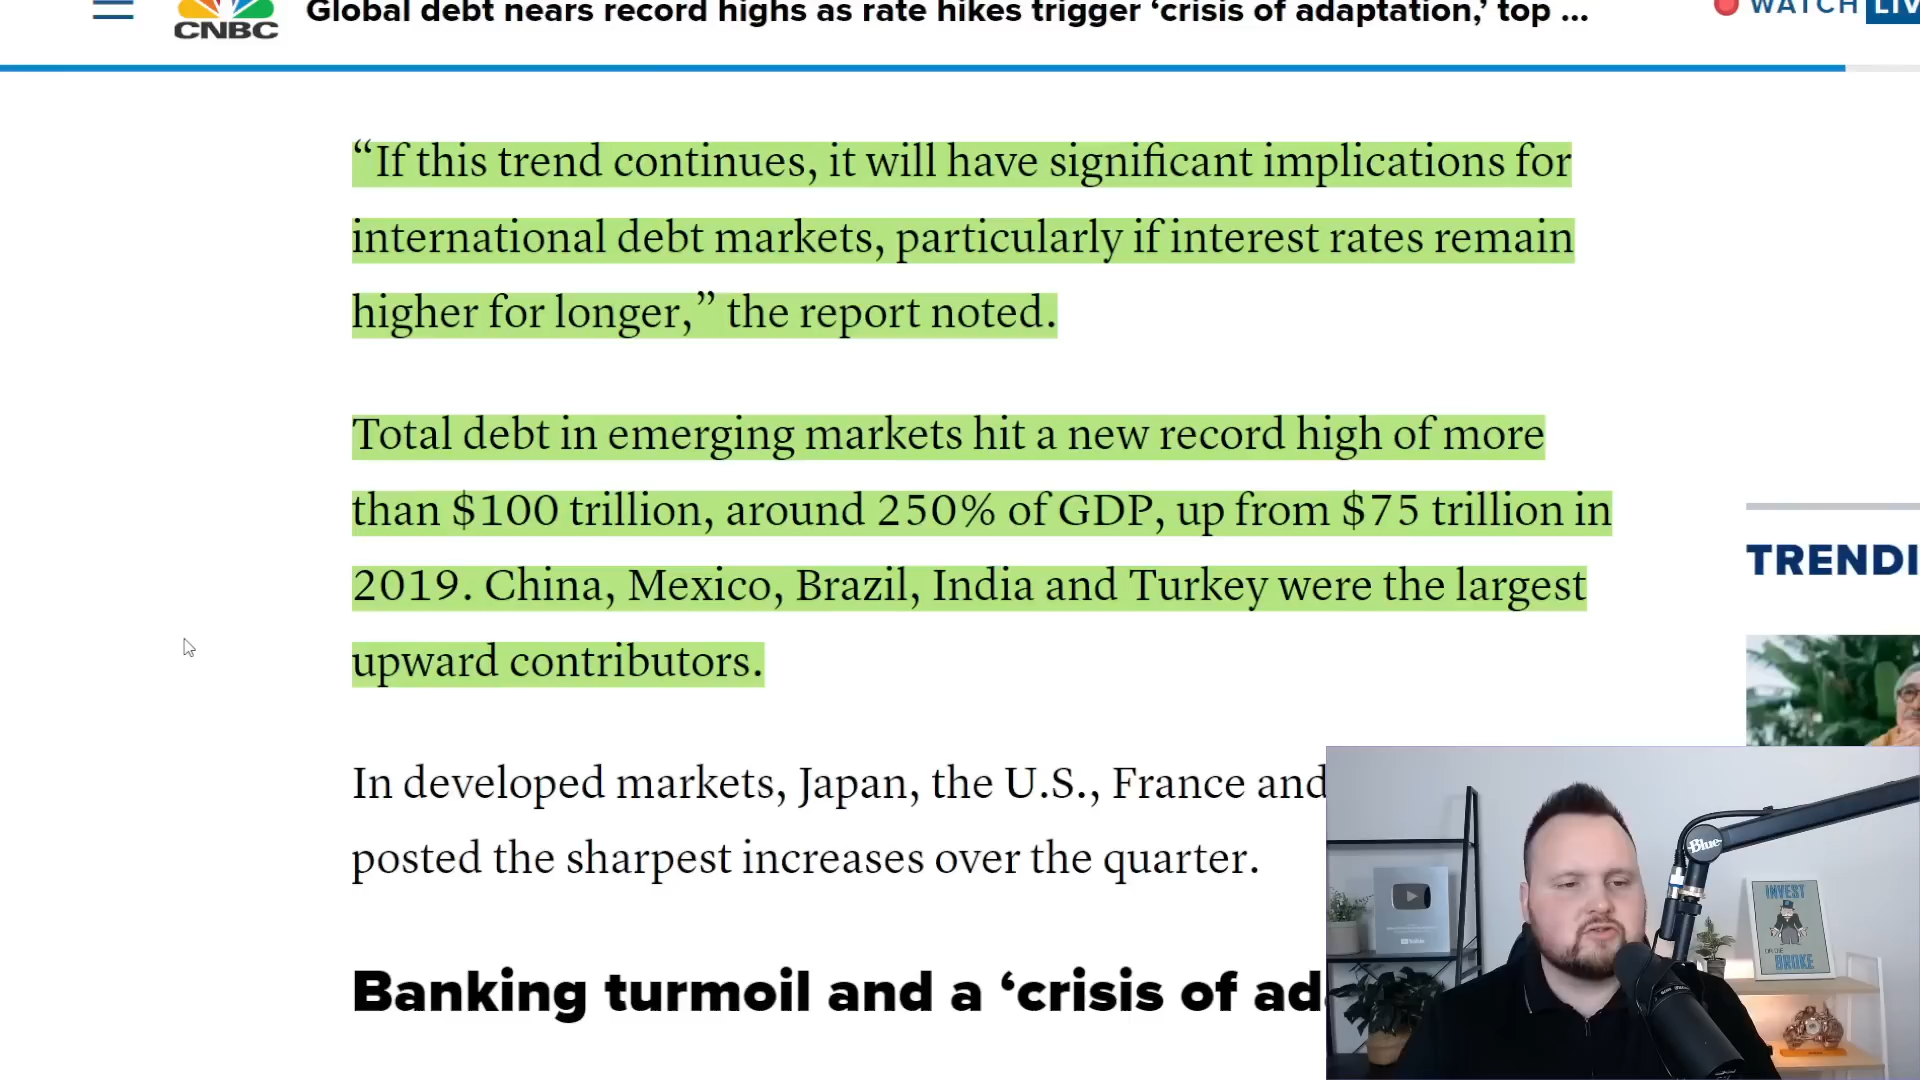 CNBC
Global debt nears record highs as rate hikes trigger ‘crisis of adaptation,’ top ...
WATCH LIV
“If this trend continues, it will have significant implications for
international debt markets, particularly if interest rates remain
higher for longer,” the report noted.
Total debt in emerging markets hit a new record high of more
than $100 trillion, around 250% of GDP, up from $75 trillion in
2019. China, Mexico, Brazil, India and Turkey were the largest
upward contributors.
TRENDI
In developed markets, Japan, the U.S., France and
posted the sharpest increases over the quarter.
Banking turmoil and a ‘crisis of ad
Blue
YouTube
INVEST
OR DIE
BROKE